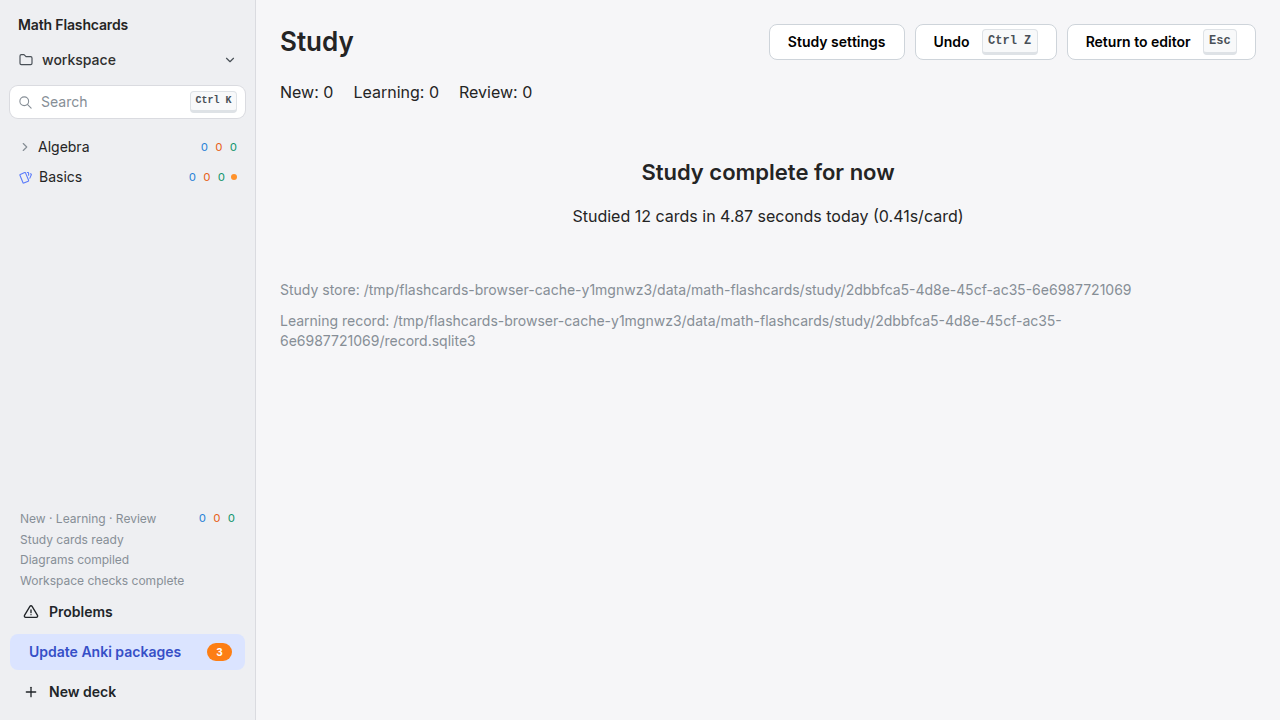 Math Flashcards
workspace
Search Ctrl K
Algebra 0 0 0
Basics 0 0 0
New · Learning · Review 0 0 0
Study cards ready
Diagrams compiled
Workspace checks complete
Problems
Update Anki packages 3
New deck
Study
Study settings
Undo Ctrl Z
Return to editor Esc
New: 0 Learning: 0 Review: 0
Study complete for now
Studied 12 cards in 4.87 seconds today (0.41s/card)
Study store: /tmp/flashcards-browser-cache-y1mgnwz3/data/math-flashcards/study/2dbbfca5-4d8e-45cf-ac35-6e6987721069
Learning record: /tmp/flashcards-browser-cache-y1mgnwz3/data/math-flashcards/study/2dbbfca5-4d8e-45cf-ac35-
6e6987721069/record.sqlite3